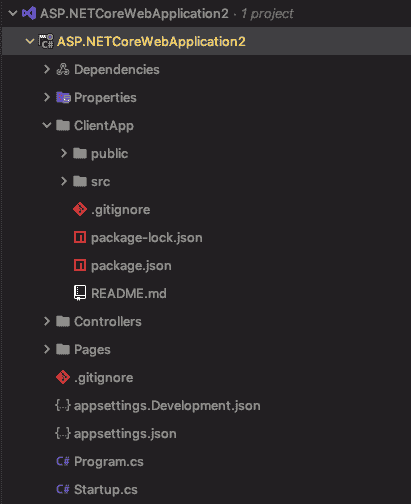 ASP.NETCoreWebApplication2 · 1 project
C# ASP.NETCoreWebApplication2
Dependencies
Properties
ClientApp
public
src
.gitignore
package-lock.json
package.json
README.md
Controllers
Pages
.gitignore
{..} appsettings.Development.json
{..} appsettings.json
C# Program.cs
C# Startup.cs